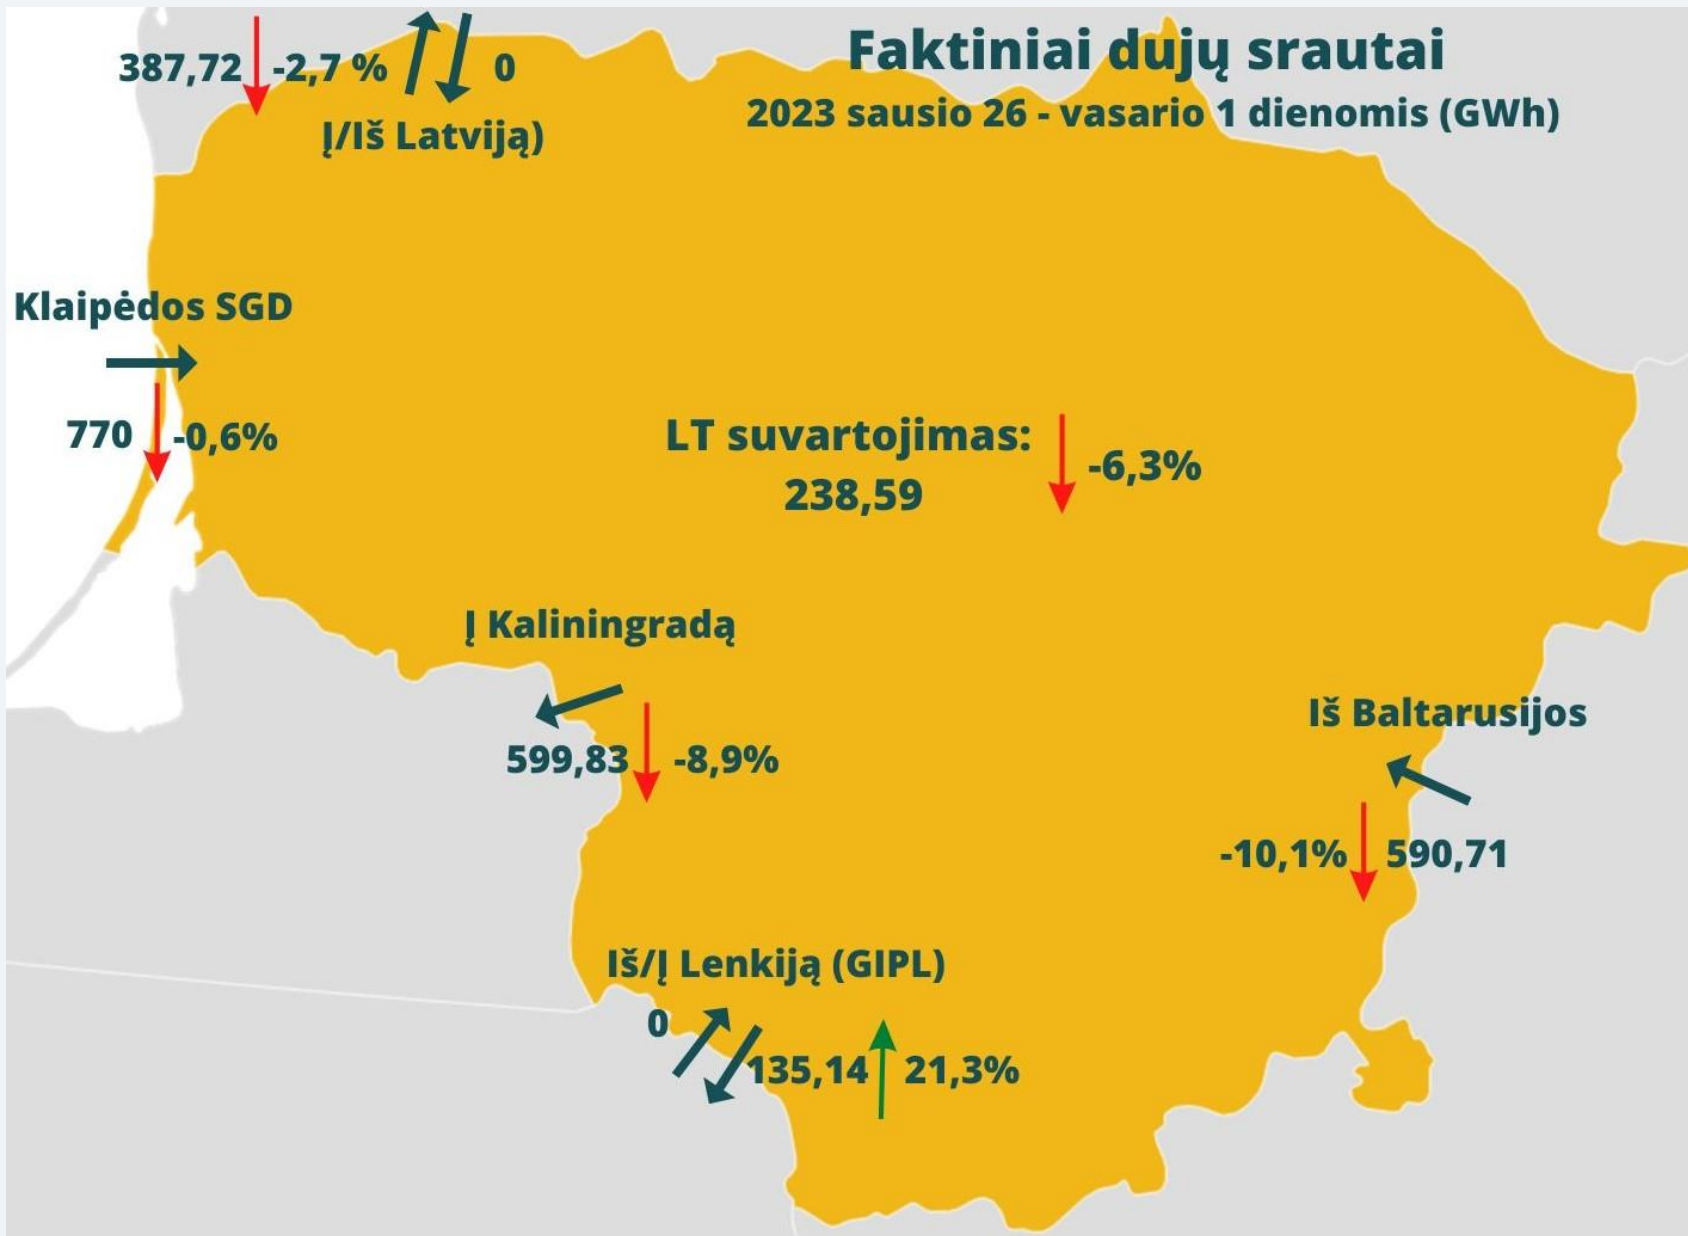 Faktiniai dujų srautai
2023 sausio 26 - vasario 1 dienomis (GWh)
387,72 -2,7 % 0
Į/Iš Latviją)
Klaipėdos SGD
770 -0,6%
LT suvartojimas:
238,59
-6,3%
Į Kaliningradą
599,83 -8,9%
Iš Baltarusijos
-10,1% 590,71
Iš/Į Lenkiją (GIPL)
0
135,14 21,3%